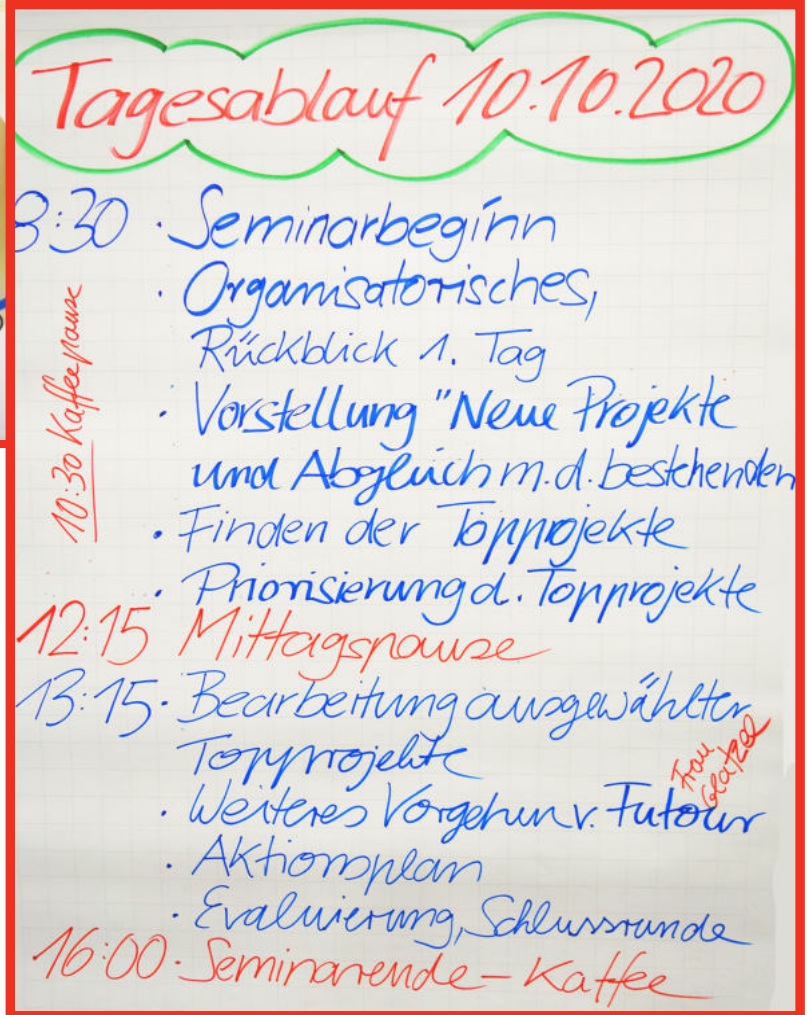 Tagesablauf 10.10.2020
8:30 · Seminarbeginn
· Organisatorisches,
Rückblick 1. Tag
10:30 Kaffeepause
· Vorstellung "Neue Projekte
und Abgleich m. d. bestehenden
· Finden der Topprojekte
· Priorisierung d. Topprojekte
12:15 Mittagspause
13:15 · Bearbeitung ausgewählter
Topprojekte
Frau
Glatzel
· Weiteres Vorgehen v. Futour
· Aktionsplan
· Evaluierung, Schlussrunde
16:00 · Seminarende - Kaffee